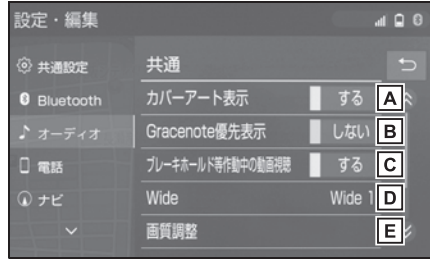 設定・編集
共通設定
Bluetooth
オーディオ
電話
ナビ
共通
カバーアート表示 する A
Gracenote優先表示 しない B
ブレーキホールド等作動中の動画視聴 する C
Wide Wide 1 D
画質調整 E